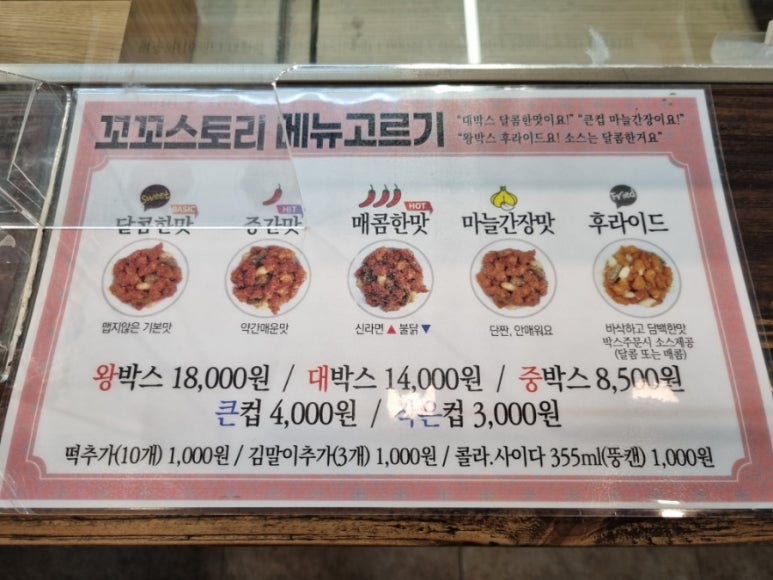 꼬꼬스토리 메뉴고르기
"대박스 달콤한맛이요!" "큰컵 마늘간장이요!"
"왕박스 후라이드요! 소스는 달콤한거요"
Sweet BASIC HIT HOT Fried
달콤한맛 중간맛 매콤한맛 마늘간장맛 후라이드
맵지않은 기본맛 약간매운맛 신라면▲불닭▼ 단짠, 안매워요 바삭하고 담백한맛
박스주문시 소스제공
(달콤 또는 매콤)
왕박스 18,000원 / 대박스 14,000원 / 중박스 8,500원
큰컵 4,000원 / 작은컵 3,000원
떡추가(10개) 1,000원 / 김말이추가(3개) 1,000원 / 콜라.사이다 355ml(뚱캔) 1,000원